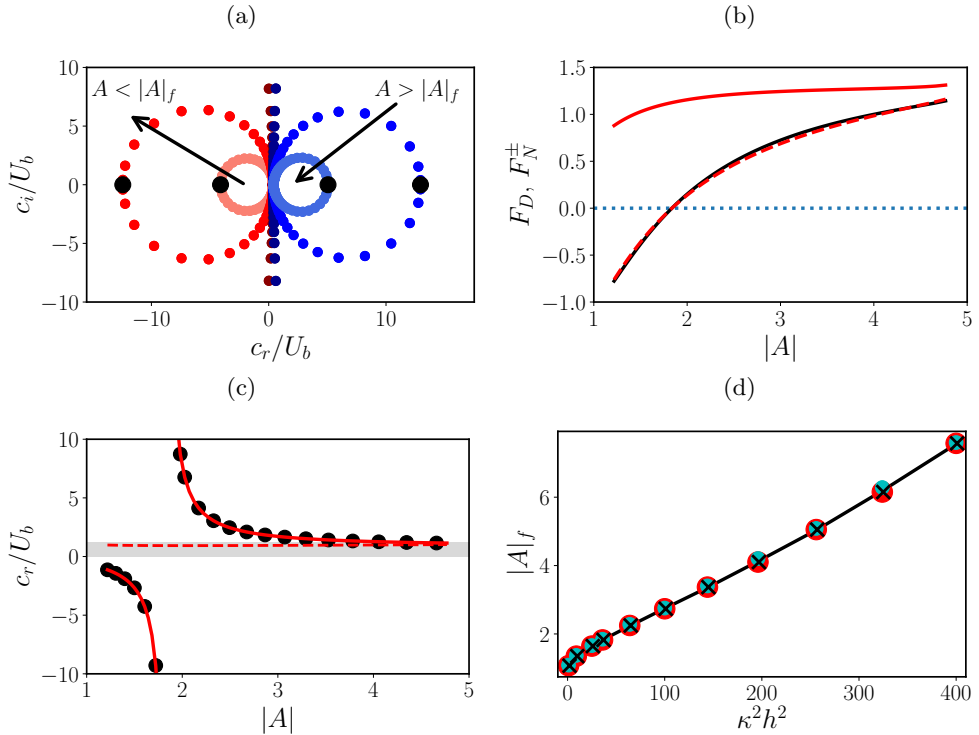 (a)
10
5
0
−5
−10
c_i/U_b
A < |A|_f
A > |A|_f
−10
0
10
c_r/U_b
(b)
1.5
1.0
0.5
0.0
−0.5
−1.0
F_D, F_N^±
1
2
3
4
5
|A|
(c)
10
5
0
−5
−10
c_r/U_b
1
2
3
4
5
|A|
(d)
6
4
2
|A|_f
0
100
200
300
400
κ²h²